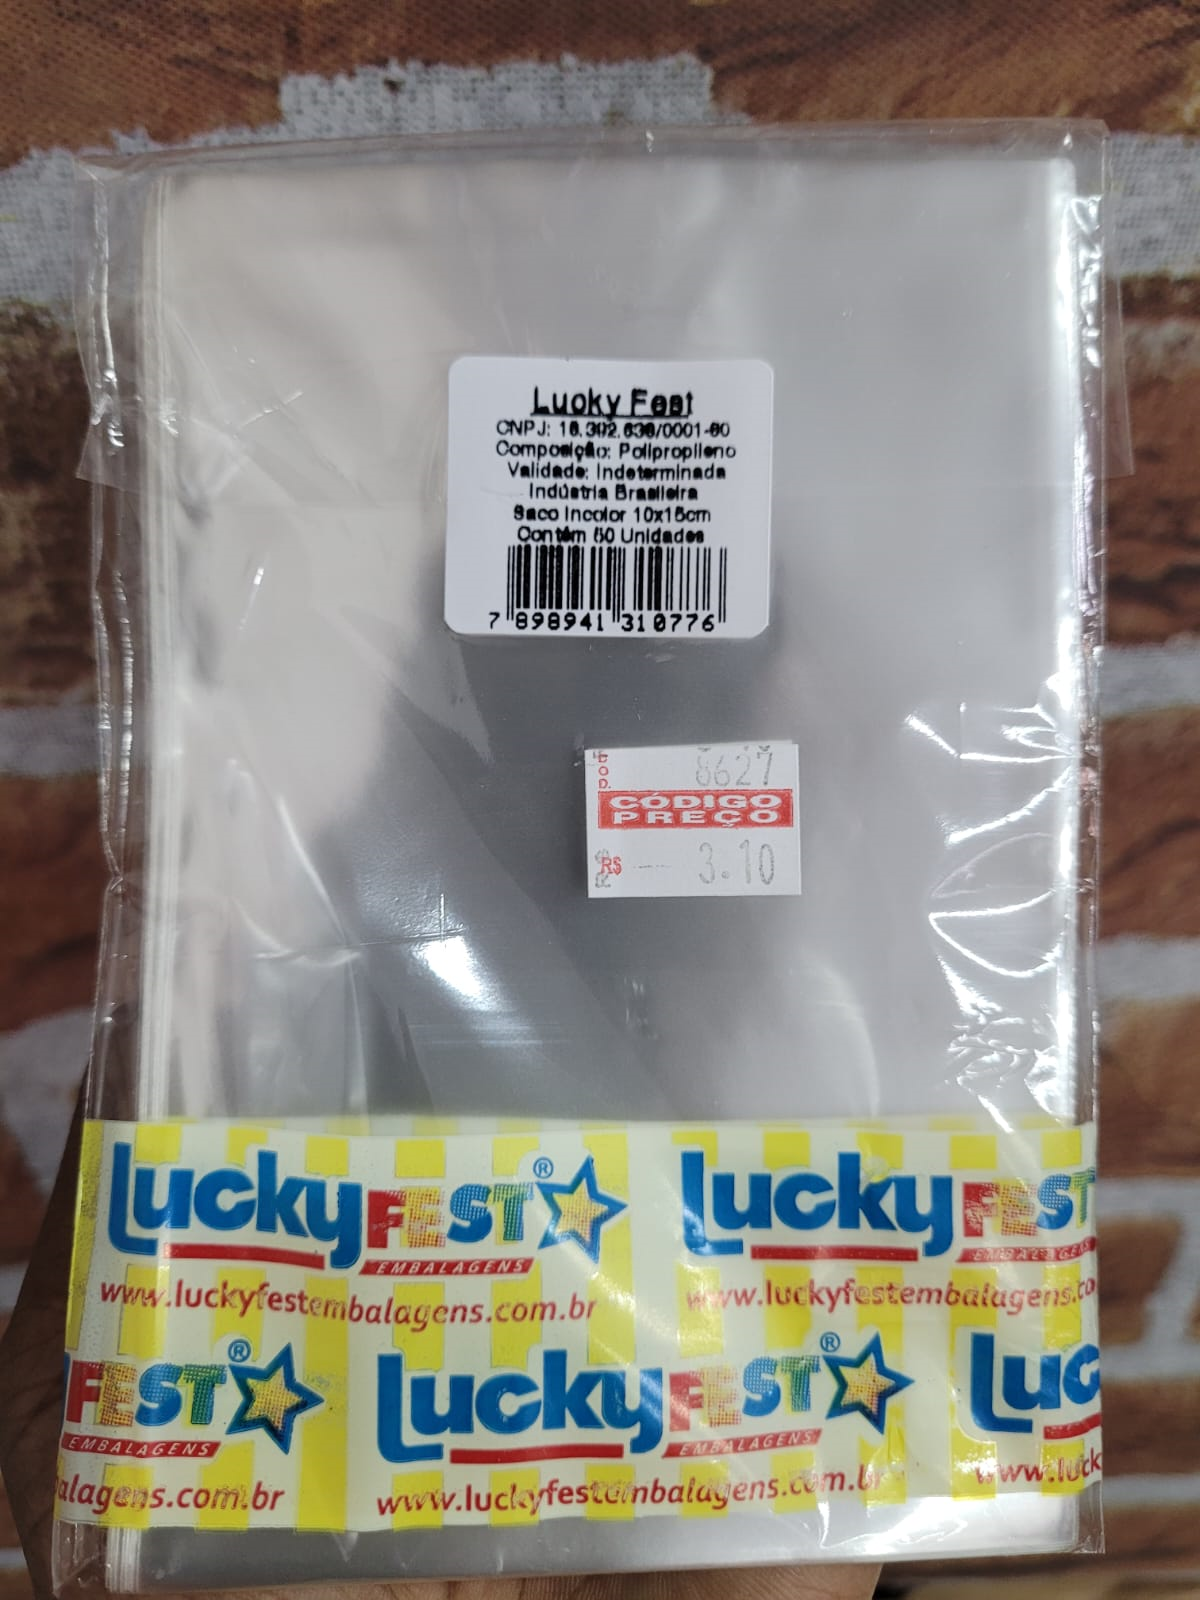 Lucky Fest
CNPJ: 16.302.636/0001-60
Composição: Polipropileno
Validade: Indeterminada
Indústria Brasileira
Saco Incolor 10x15cm
Contém 50 Unidades
7 898941 310776
COD. 8627
CÓDIGO
PREÇO
R$ 3.10
Lucky FEST® Lucky FEST
EMBALAGENS EMBALAGENS
www.luckyfestembalagens.com.br www.luckyfestembalagens.co
FEST® Lucky FEST® Luc
EMBALAGENS EMBALAGENS
alagens.com.br www.luckyfestembalagens.com.br www.luck